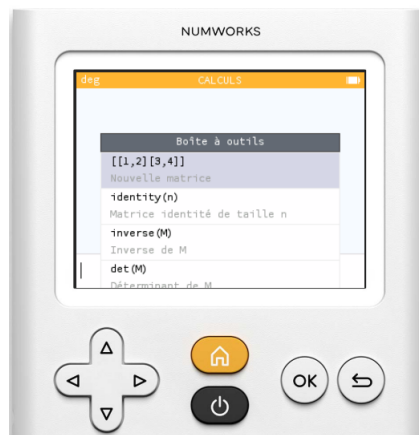 NUMWORKS
deg CALCULS
Boîte à outils
[[1,2][3,4]]
Nouvelle matrice
identity(n)
Matrice identité de taille n
inverse(M)
Inverse de M
det(M)
Déterminant de M
OK